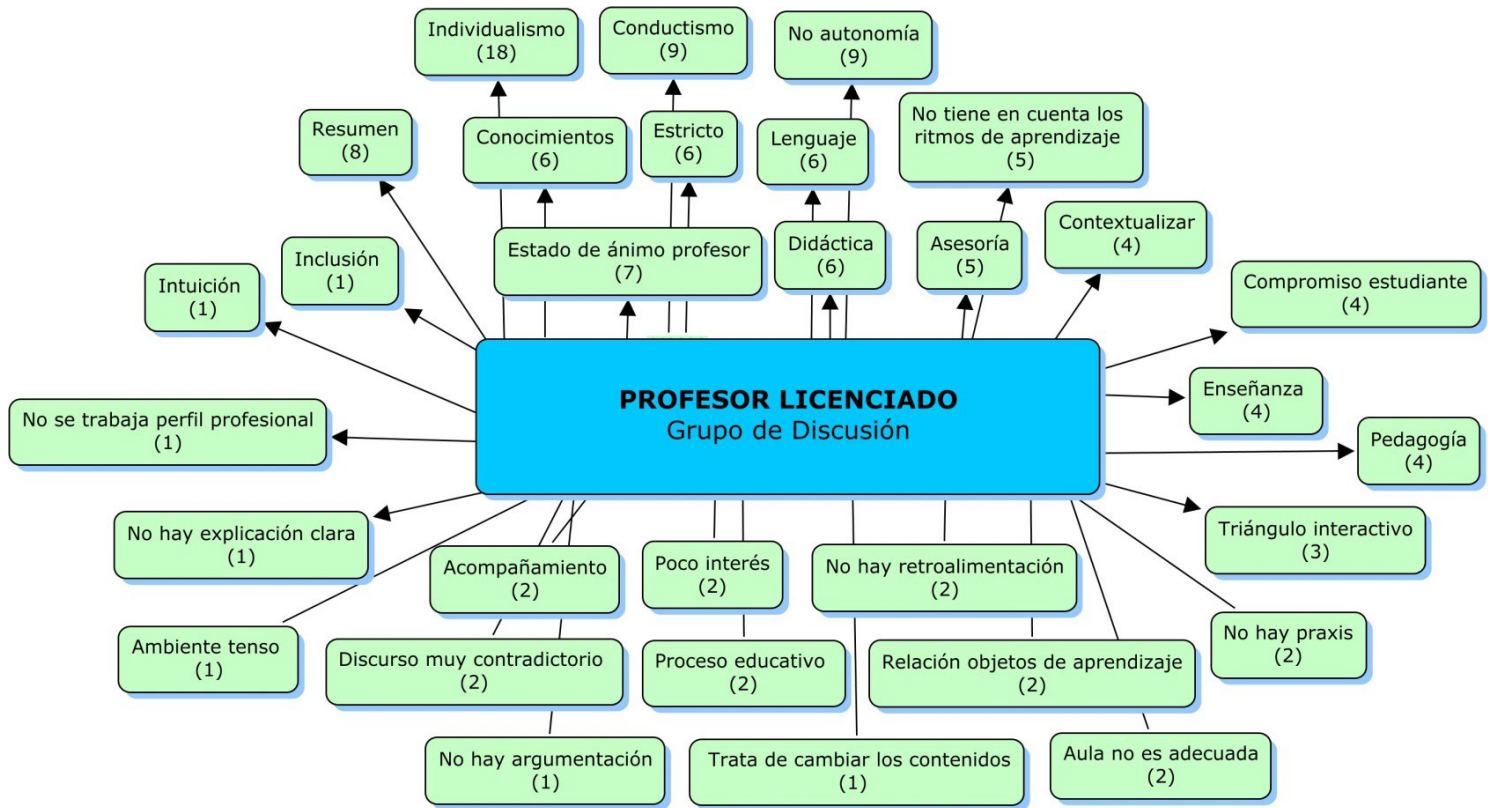 Individualismo
(18)
Conductismo
(9)
No autonomía
(9)
Resumen
(8)
Conocimientos
(6)
Estricto
(6)
Lenguaje
(6)
No tiene en cuenta los
ritmos de aprendizaje
(5)
Intuición
(1)
Inclusión
(1)
Estado de ánimo profesor
(7)
Didáctica
(6)
Asesoría
(5)
Contextualizar
(4)
Compromiso estudiante
(4)
No se trabaja perfil profesional
(1)
PROFESOR LICENCIADO
Grupo de Discusión
Enseñanza
(4)
Pedagogía
(4)
No hay explicación clara
(1)
Acompañamiento
(2)
Poco interés
(2)
No hay retroalimentación
(2)
Triángulo interactivo
(3)
Ambiente tenso
(1)
Discurso muy contradictorio
(2)
Proceso educativo
(2)
Relación objetos de aprendizaje
(2)
No hay praxis
(2)
No hay argumentación
(1)
Trata de cambiar los contenidos
(1)
Aula no es adecuada
(2)